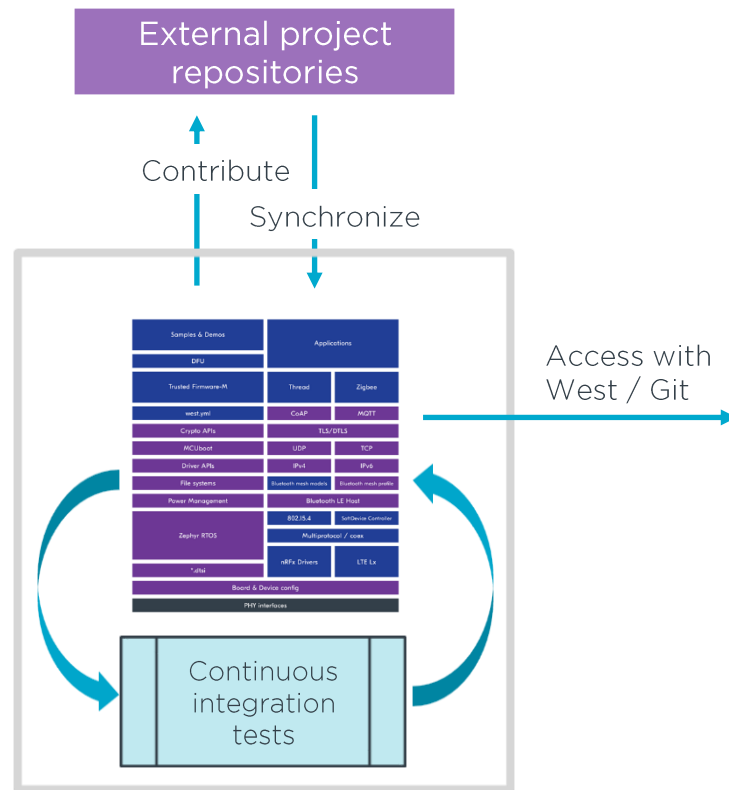 External project
repositories
Contribute
Synchronize
Samples & Demos
Applications
DFU
Trusted Firmware-M
Thread
Zigbee
west.yml
CoAP
MQTT
Crypto APIs
TLS/DTLS
MCUboot
UDP
TCP
Driver APIs
IPv4
IPv6
File systems
Bluetooth mesh models
Bluetooth mesh profile
Power Management
Bluetooth LE Host
802.15.4
SoftDevice Controller
Zephyr RTOS
Multiprotocol / coex
nRFx Drivers
LTE Lx
*.dtsi
Board & Device config
PHY interfaces
Access with
West / Git
Continuous
integration
tests